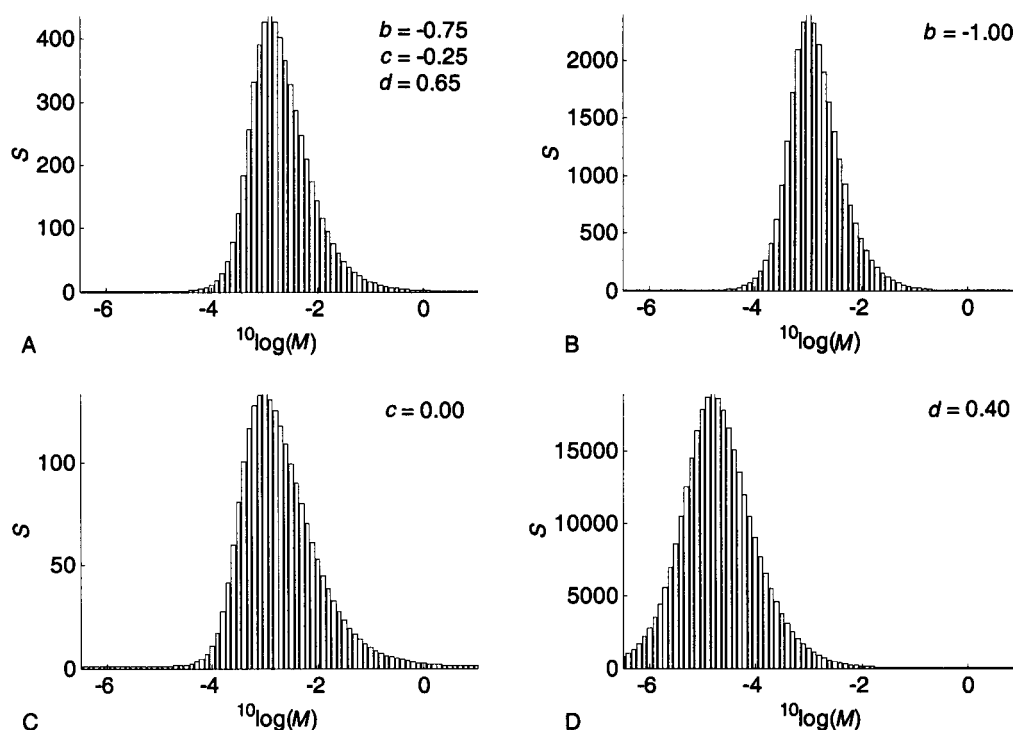 400
300
200
100
0
S
b = -0.75
c = -0.25
d = 0.65
-6 -4 -2 0
¹⁰log(M)
A
2000
1500
1000
500
0
S
b = -1.00
-6 -4 -2 0
¹⁰log(M)
B
100
50
0
S
c = 0.00
-6 -4 -2 0
¹⁰log(M)
C
15000
10000
5000
0
S
d = 0.40
-6 -4 -2 0
¹⁰log(M)
D